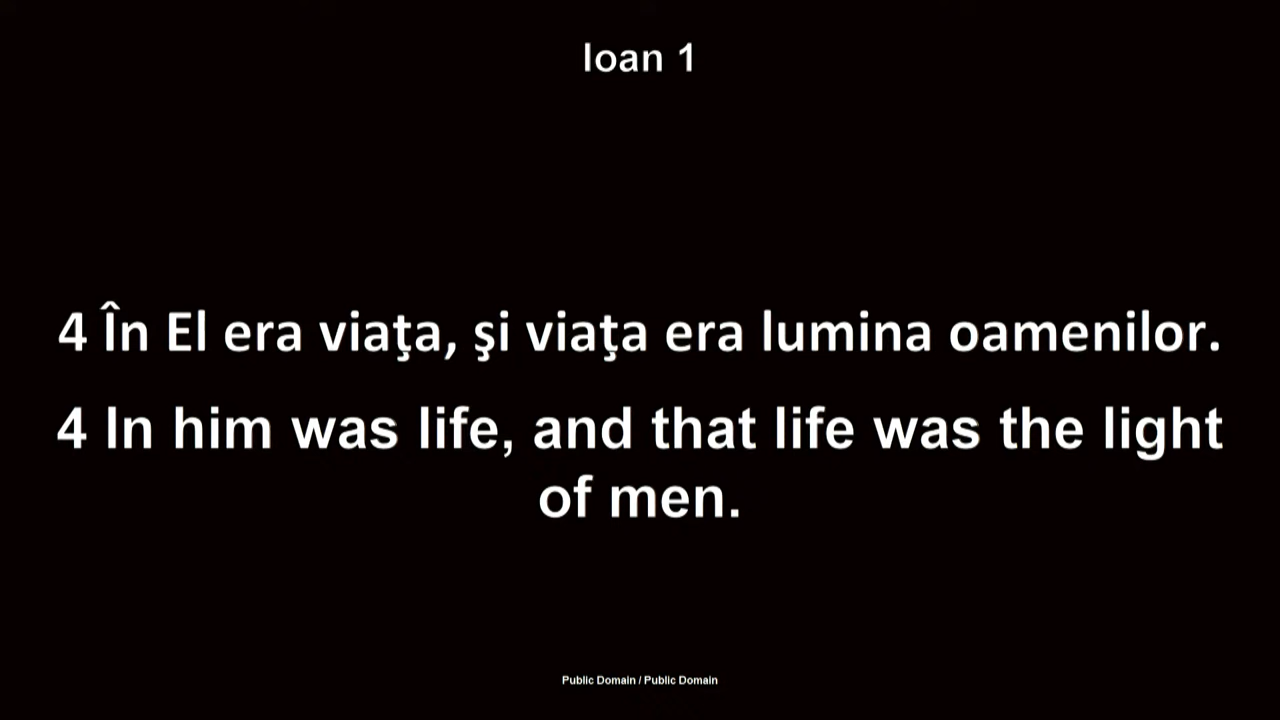 Ioan 1
4 În El era viaţa, şi viaţa era lumina oamenilor.
4 In him was life, and that life was the light
of men.
Public Domain / Public Domain